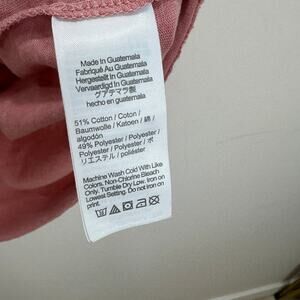 Made In Guatemala
Fabriqué Au Guatemala
Hergestellt In Guatemala
Vervaardigd In Guatemala
グアテマラ製
hecho en guatemala
51% Cotton / Coton /
Baumwolle / Katoen / 綿 /
algodón
49% Polyester / Polyester /
Polyester / Polyester / ポ
リエステル / poliéster
Machine Wash Cold With Like
Colors. Non-Chlorine Bleach
Only, Tumble Dry Low. Iron on
Lowest Setting. Do not iron on
print.